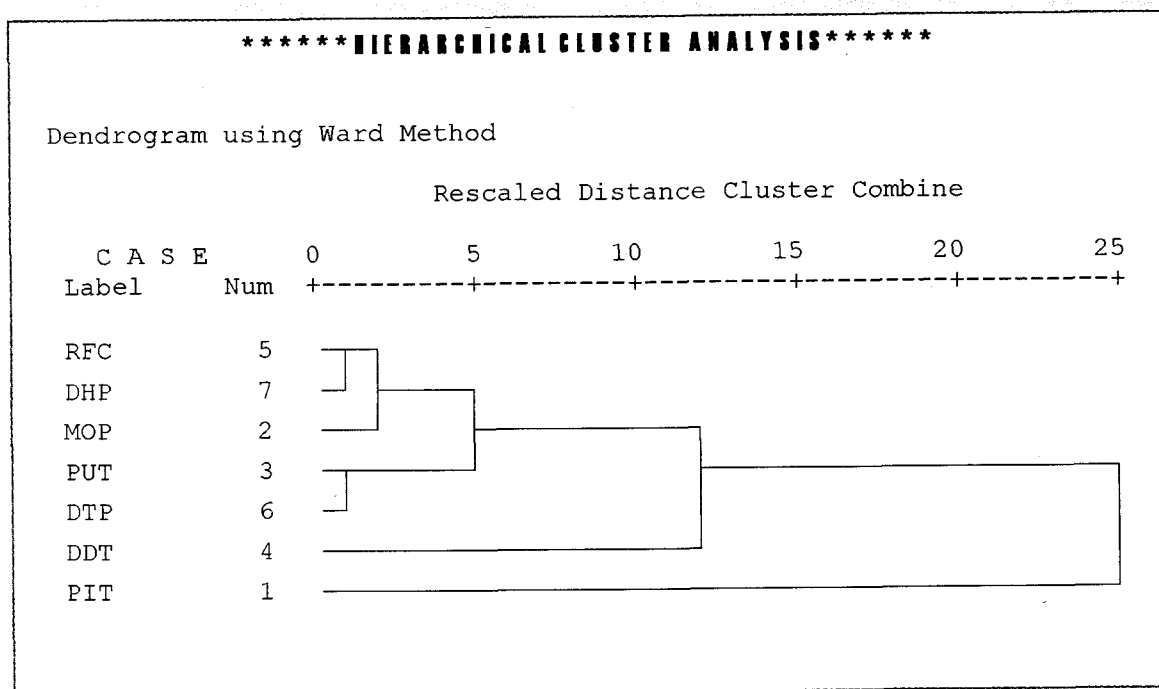 ******HIERARCHICAL CLUSTER ANALYSIS******
Dendrogram using Ward Method
Rescaled Distance Cluster Combine
C A S E 0 5 10 15 20 25
Label Num +---------+---------+---------+---------+---------+
RFC 5
DHP 7
MOP 2
PUT 3
DTP 6
DDT 4
PIT 1